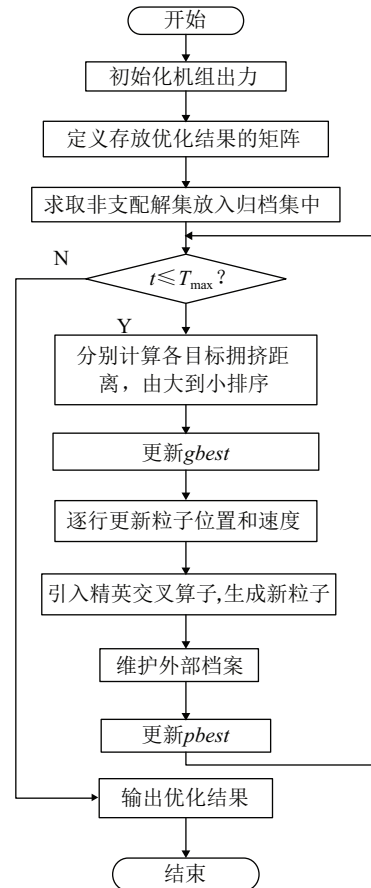 开始
初始化机组出力
定义存放优化结果的矩阵
求取非支配解集放入归档集中
N
t≤Tmax?
Y
分别计算各目标拥挤距
离，由大到小排序
更新gbest
逐行更新粒子位置和速度
引入精英交叉算子,生成新粒子
维护外部档案
更新pbest
输出优化结果
结束